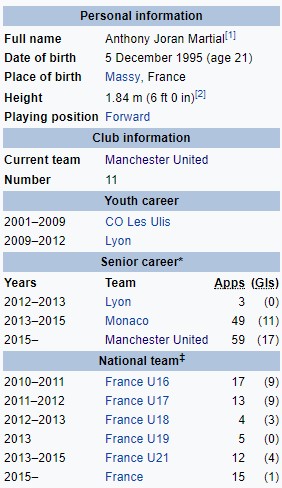 Personal information
Full name Anthony Joran Martial[1]
Date of birth 5 December 1995 (age 21)
Place of birth Massy, France
Height 1.84 m (6 ft 0 in)[2]
Playing position Forward
Club information
Current team Manchester United
Number 11
Youth career
2001–2009 CO Les Ulis
2009–2012 Lyon
Senior career*
Years Team Apps (Gls)
2012–2013 Lyon 3 (0)
2013–2015 Monaco 49 (11)
2015– Manchester United 59 (17)
National team‡
2010–2011 France U16 17 (9)
2011–2012 France U17 13 (9)
2012–2013 France U18 4 (3)
2013 France U19 5 (0)
2013–2015 France U21 12 (4)
2015– France 15 (1)